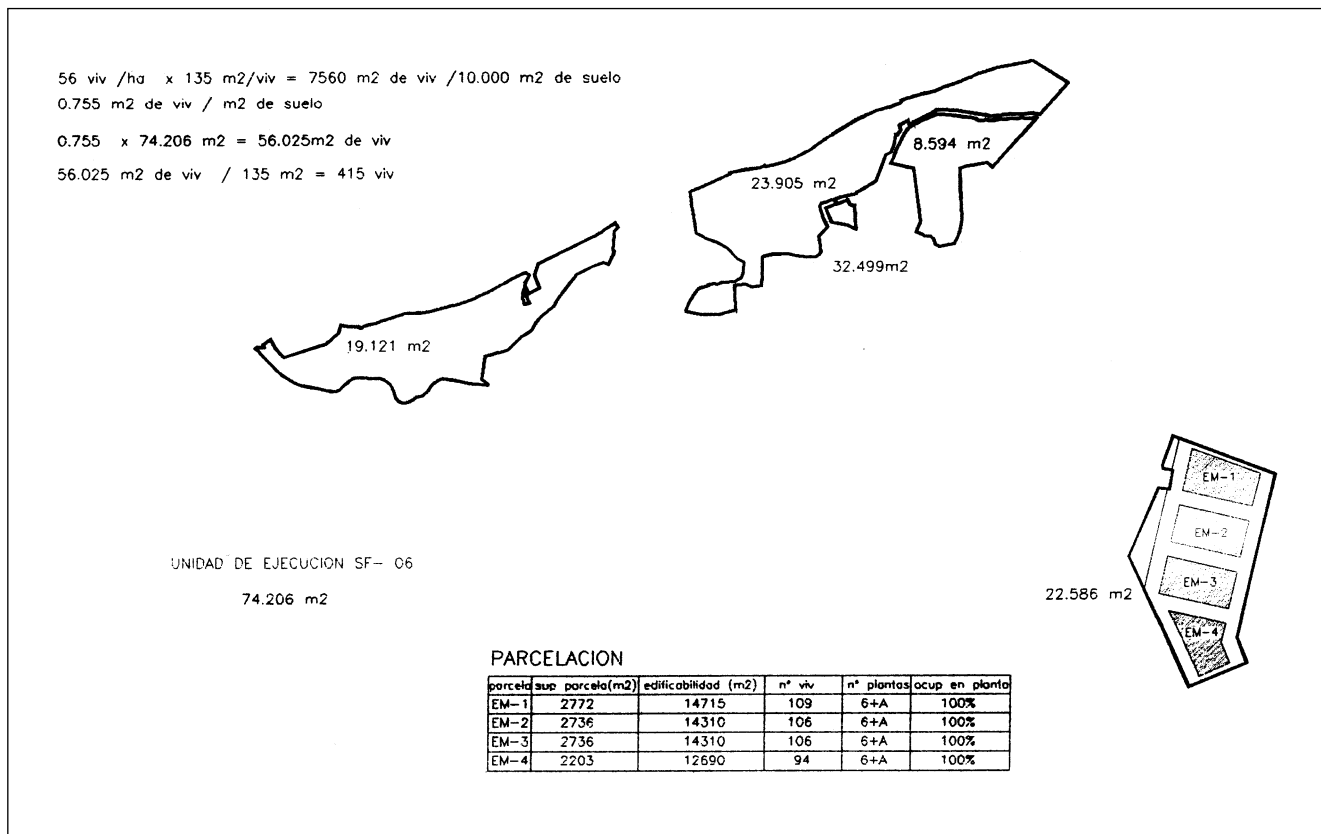 56 viv /ha x 135 m2/viv = 7560 m2 de viv /10.000 m2 de suelo
0.755 m2 de viv / m2 de suelo
0.755 x 74.206 m2 = 56.025m2 de viv
56.025 m2 de viv / 135 m2 = 415 viv
8.594 m2
23.905 m2
32.499m2
19.121 m2
EM-1
EM-2
EM-3
EM-4
22.586 m2
UNIDAD DE EJECUCION SF- 06
74.206 m2
PARCELACION
parcela sup parcela(m2) edificabilidad (m2) nº viv nº plantas ocup en planta
EM-1 2772 14715 109 6+A 100%
EM-2 2736 14310 106 6+A 100%
EM-3 2736 14310 106 6+A 100%
EM-4 2203 12690 94 6+A 100%